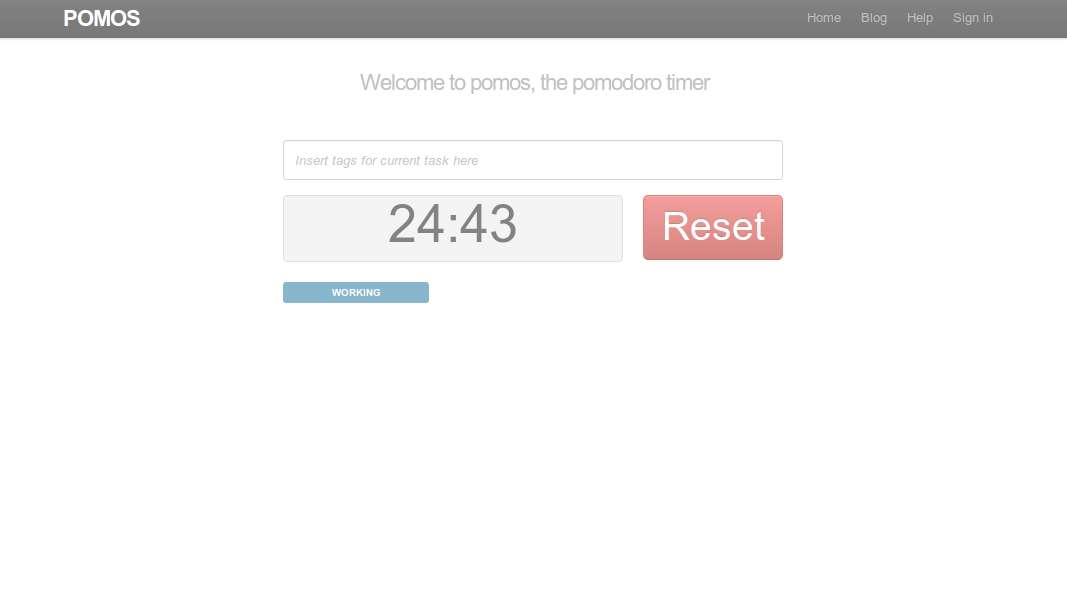 POMOS
Home Blog Help Sign in
Welcome to pomos, the pomodoro timer
Insert tags for current task here
24:43
Reset
WORKING